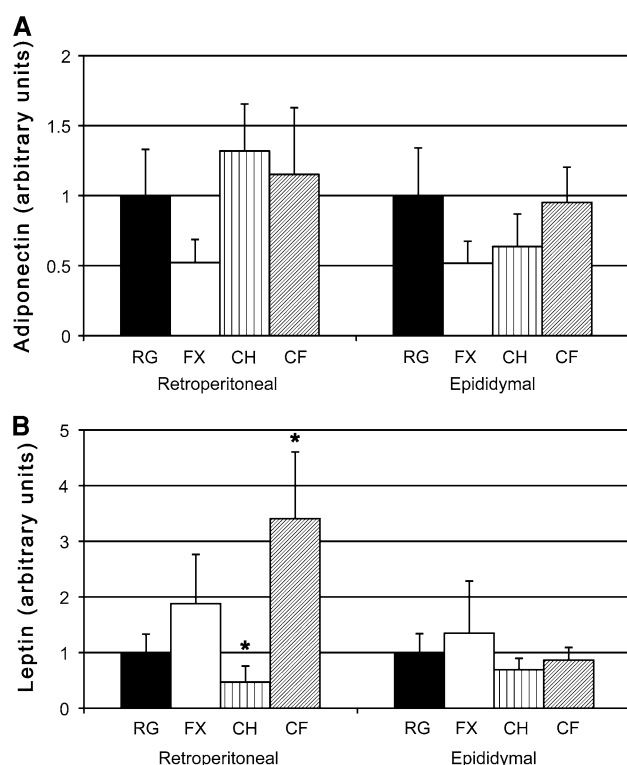 A
Adiponectin (arbitrary units)
2
1.5
1
0.5
0
RG FX CH CF RG FX CH CF
Retroperitoneal Epididymal
B
Leptin (arbitrary units)
5
4
3
2
1
0
*
*
RG FX CH CF RG FX CH CF
Retroperitoneal Epididymal